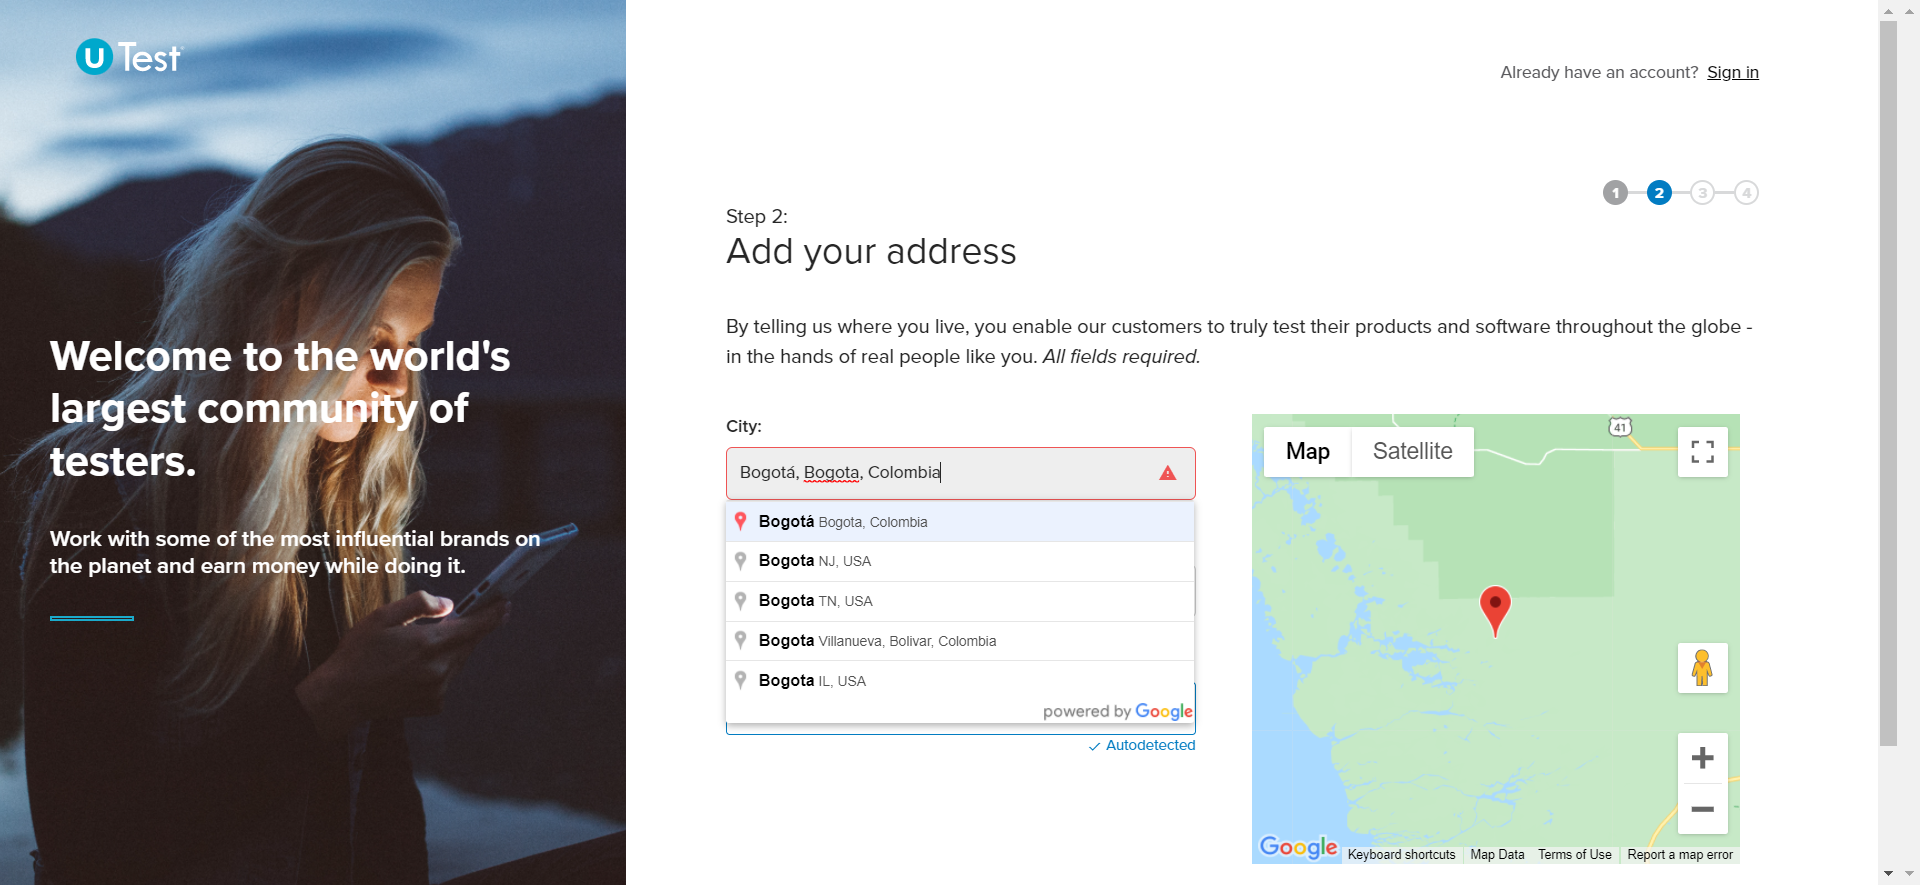 U Test
Already have an account? Sign in
1 2 3 4
Step 2:
Add your address
By telling us where you live, you enable our customers to truly test their products and software throughout the globe -
in the hands of real people like you. All fields required.
Welcome to the world's
largest community of
testers.
Work with some of the most influential brands on
the planet and earn money while doing it.
City:
Bogotá, Bogota, Colombia
Bogotá Bogota, Colombia
Bogota NJ, USA
Bogota TN, USA
Bogota Villanueva, Bolivar, Colombia
Bogota IL, USA
powered by Google
Autodetected
Map Satellite
41
Google
Keyboard shortcuts Map Data Terms of Use Report a map error